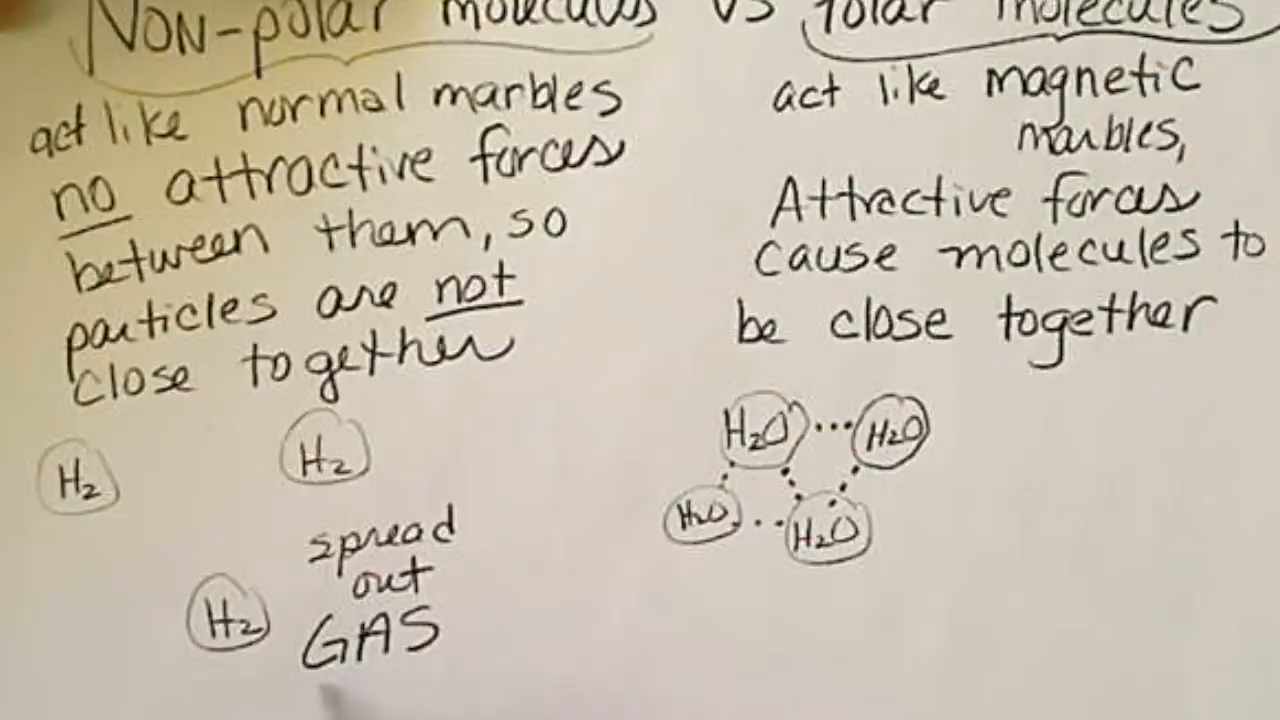 Non-polar molecules vs Polar molecules
act like normal marbles
no attractive forces
between them, so
particles are not
close together
H₂
H₂
spread
out
H₂
GAS
act like magnetic
marbles,
Attractive forces
cause molecules to
be close together
H₂O ... H₂O
H₂O ... H₂O